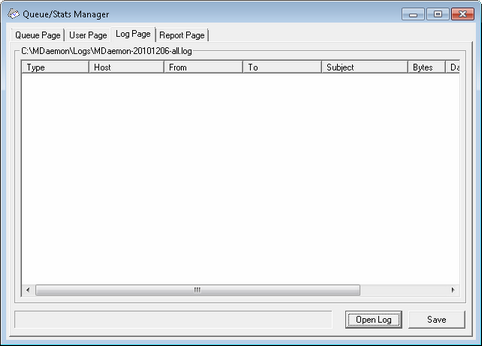 Queue/Stats Manager
Queue Page User Page Log Page Report Page
C:\MDaemon\Logs\MDaemon-20101206-all.log
Type Host From To Subject Bytes Da
Open Log Save